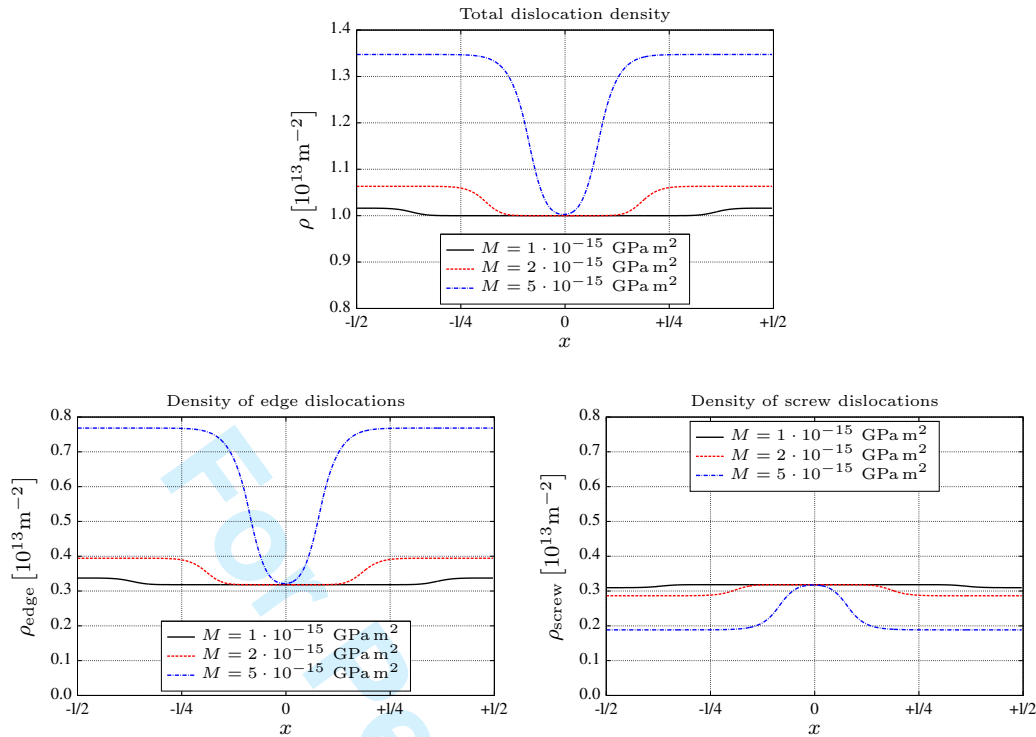 Total dislocation density
1.4
1.3
1.2
1.1
1.0
0.9
0.8
ρ [10¹³m⁻²]
M = 1 · 10⁻¹⁵ GPa m²
M = 2 · 10⁻¹⁵ GPa m²
M = 5 · 10⁻¹⁵ GPa m²
-l/2 -l/4 0 +l/4 +l/2
x
Density of edge dislocations
0.8
0.7
0.6
0.5
0.4
0.3
0.2
0.1
0.0
ρedge [10¹³m⁻²]
M = 1 · 10⁻¹⁵ GPa m²
M = 2 · 10⁻¹⁵ GPa m²
M = 5 · 10⁻¹⁵ GPa m²
-l/2 -l/4 0 +l/4 +l/2
x
Density of screw dislocations
0.8
0.7
0.6
0.5
0.4
0.3
0.2
0.1
0.0
ρscrew [10¹³m⁻²]
M = 1 · 10⁻¹⁵ GPa m²
M = 2 · 10⁻¹⁵ GPa m²
M = 5 · 10⁻¹⁵ GPa m²
-l/2 -l/4 0 +l/4 +l/2
x
For Pe